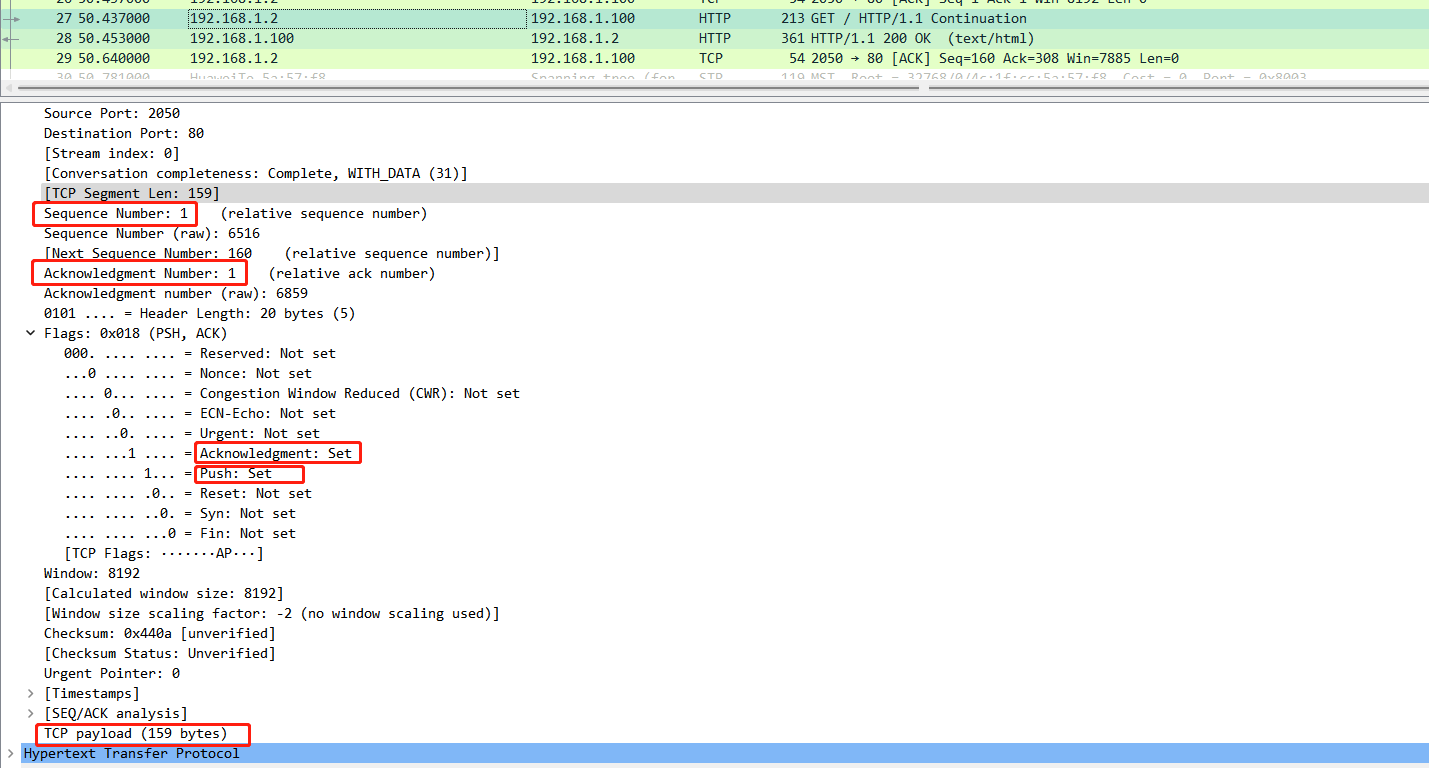 26 50.437000 192.168.1.2 192.168.1.100 TCP 54 2050 → 80 [ACK] Seq=1 Ack=1 Win=8192 Len=0
27 50.437000 192.168.1.2 192.168.1.100 HTTP 213 GET / HTTP/1.1 Continuation
28 50.453000 192.168.1.100 192.168.1.2 HTTP 361 HTTP/1.1 200 OK (text/html)
29 50.640000 192.168.1.2 192.168.1.100 TCP 54 2050 → 80 [ACK] Seq=160 Ack=308 Win=7885 Len=0
30 50.781000 HuaweiTe_5a:57:f8 Spanning-tree-(for… STP 119 MST. Root = 32768/0/4c:1f:cc:5a:57:f8 Cost = 0 Port = 0x8003
Source Port: 2050
Destination Port: 80
[Stream index: 0]
[Conversation completeness: Complete, WITH_DATA (31)]
[TCP Segment Len: 159]
Sequence Number: 1 (relative sequence number)
Sequence Number (raw): 6516
[Next Sequence Number: 160 (relative sequence number)]
Acknowledgment Number: 1 (relative ack number)
Acknowledgment number (raw): 6859
0101 .... = Header Length: 20 bytes (5)
Flags: 0x018 (PSH, ACK)
000. .... .... = Reserved: Not set
...0 .... .... = Nonce: Not set
.... 0... .... = Congestion Window Reduced (CWR): Not set
.... .0.. .... = ECN-Echo: Not set
.... ..0. .... = Urgent: Not set
.... ...1 .... = Acknowledgment: Set
.... .... 1... = Push: Set
.... .... .0.. = Reset: Not set
.... .... ..0. = Syn: Not set
.... .... ...0 = Fin: Not set
[TCP Flags: ·······AP···]
Window: 8192
[Calculated window size: 8192]
[Window size scaling factor: -2 (no window scaling used)]
Checksum: 0x440a [unverified]
[Checksum Status: Unverified]
Urgent Pointer: 0
[Timestamps]
[SEQ/ACK analysis]
TCP payload (159 bytes)
Hypertext Transfer Protocol